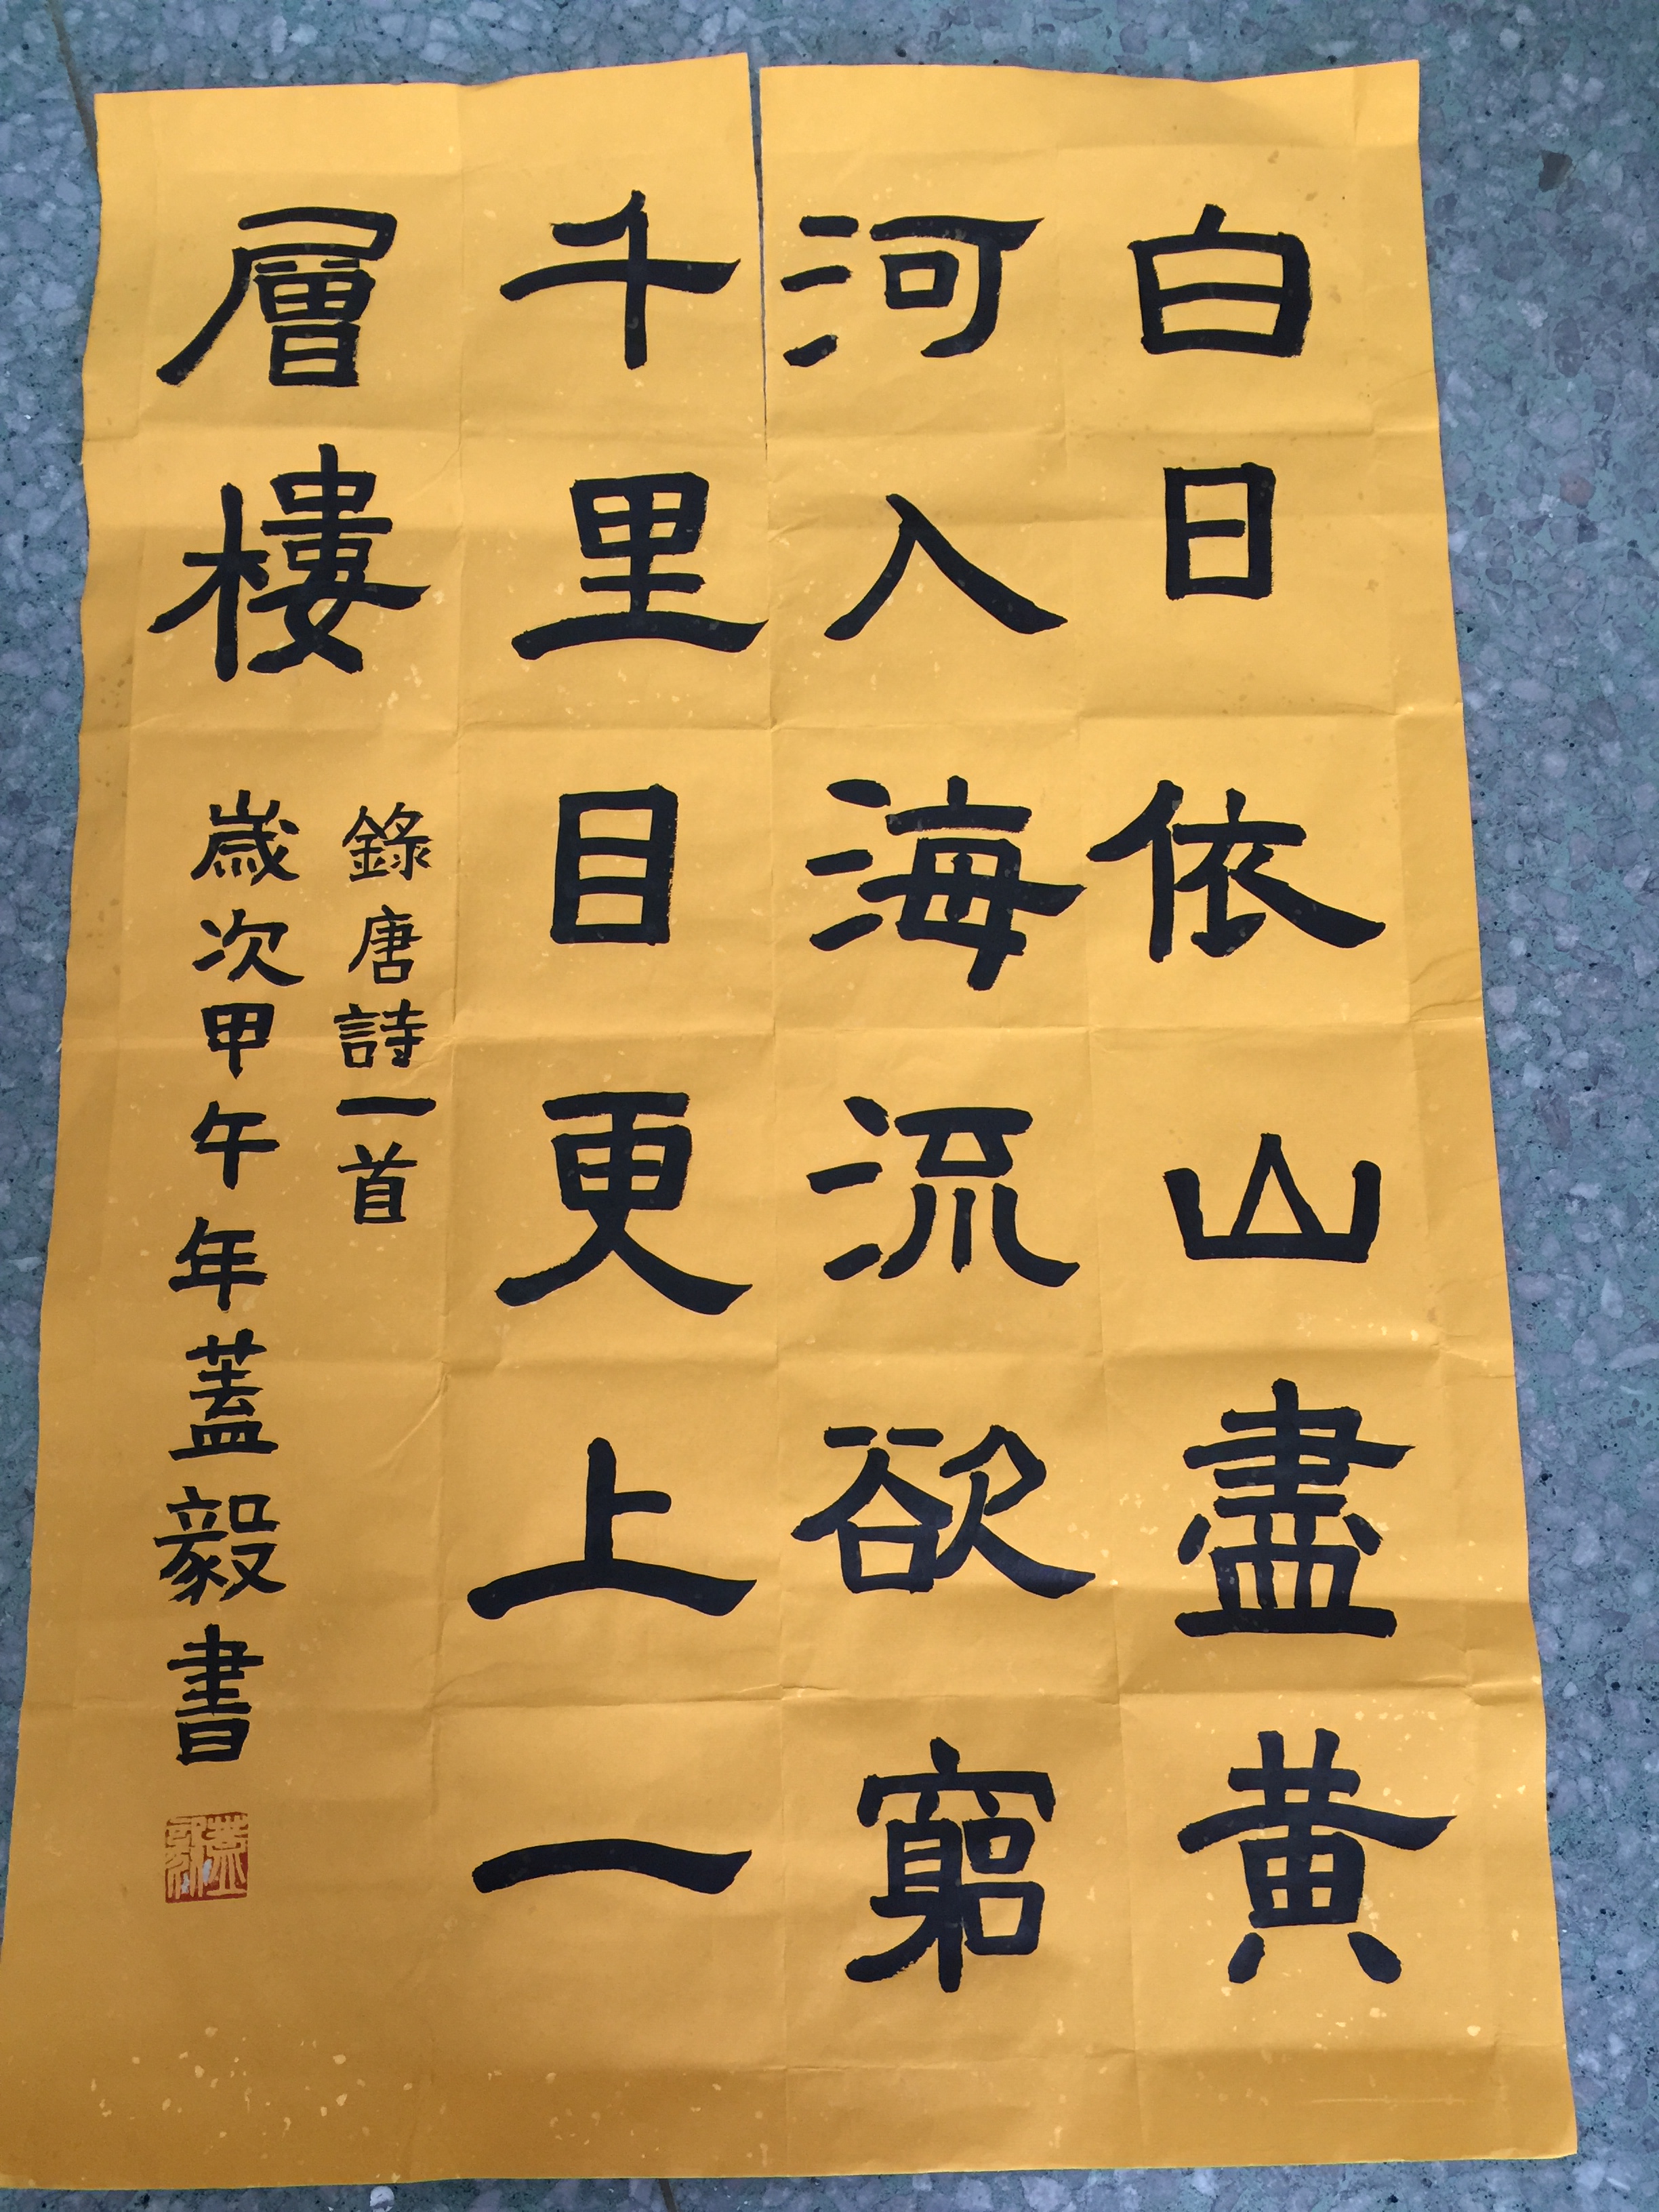 白日依山盡黄
河入海流欲窮
千里目更上一
層樓
錄唐詩一首
歲次甲午年蓋毅書